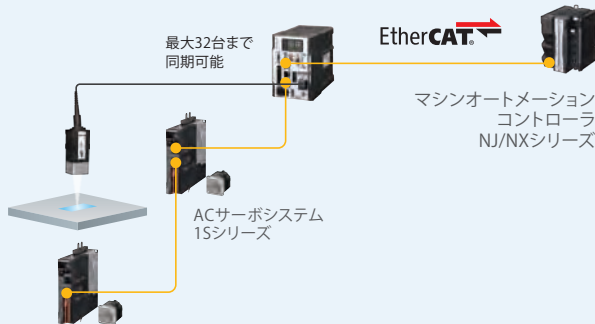 最大32台まで
同期可能
EtherCAT®
マシンオートメーション
コントローラ
NJ/NXシリーズ
ACサーボシステム
1Sシリーズ